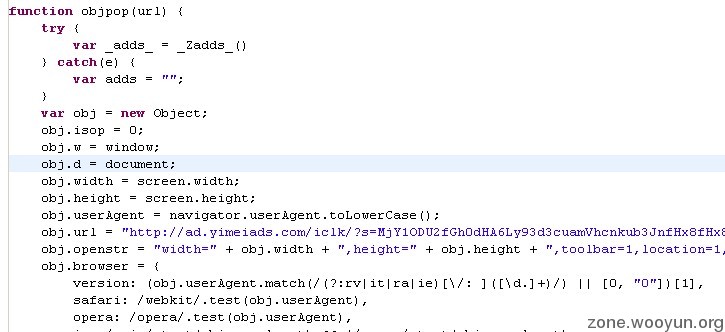 function objpop(url) {
    try {
        var _adds_ = _Zadds_()
    } catch(e) {
        var adds = "";
    }
    var obj = new Object;
    obj.isop = 0;
    obj.w = window;
    obj.d = document;
    obj.width = screen.width;
    obj.height = screen.height;
    obj.userAgent = navigator.userAgent.toLowerCase();
    obj.url = "http://ad.yimeiads.com/iclk/?s=MjY1ODU2fGh0dHA6Ly93d3cuamVhcnkub3JnfHx8fHx8
    obj.openstr = "width=" + obj.width + ",height=" + obj.height + ",toolbar=1,location=1,
    obj.browser = {
        version: (obj.userAgent.match(/(?:rv|it|ra|ie)[\/: ]([\d.]+)/) || [0, "0"])[1],
        safari: /webkit/.test(obj.userAgent),
        opera: /opera/.test(obj.userAgent),
zone.wooyun.org